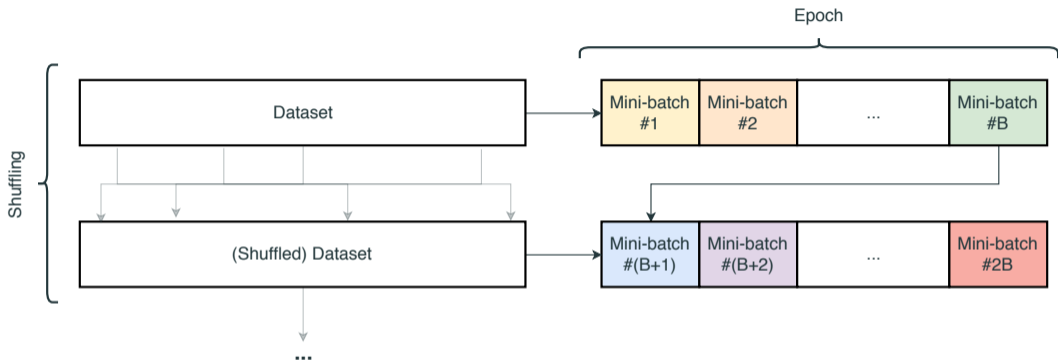 Epoch
Shuffling
Dataset
Mini-batch
#1
Mini-batch
#2
...
Mini-batch
#B
(Shuffled) Dataset
Mini-batch
#(B+1)
Mini-batch
#(B+2)
...
Mini-batch
#2B
...